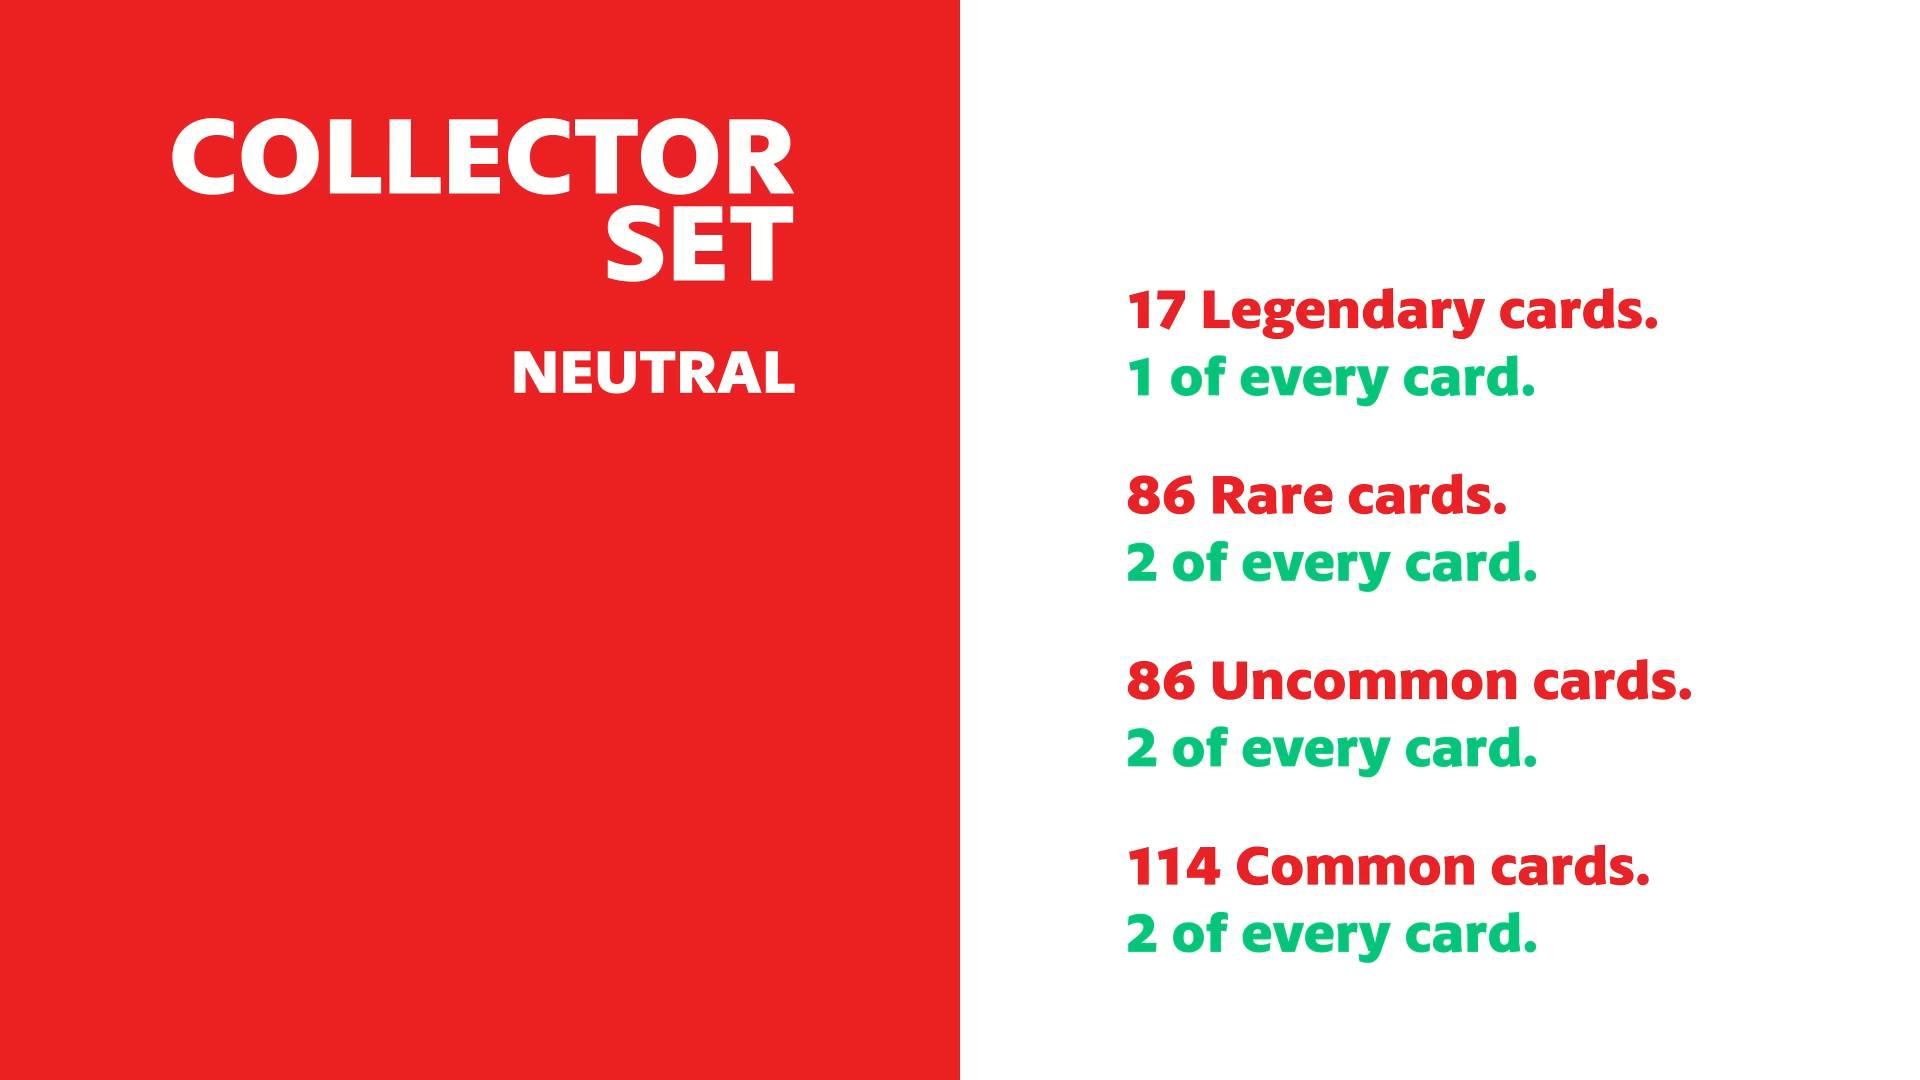 COLLECTOR
SET
NEUTRAL
17 Legendary cards.
1 of every card.
86 Rare cards.
2 of every card.
86 Uncommon cards.
2 of every card.
114 Common cards.
2 of every card.